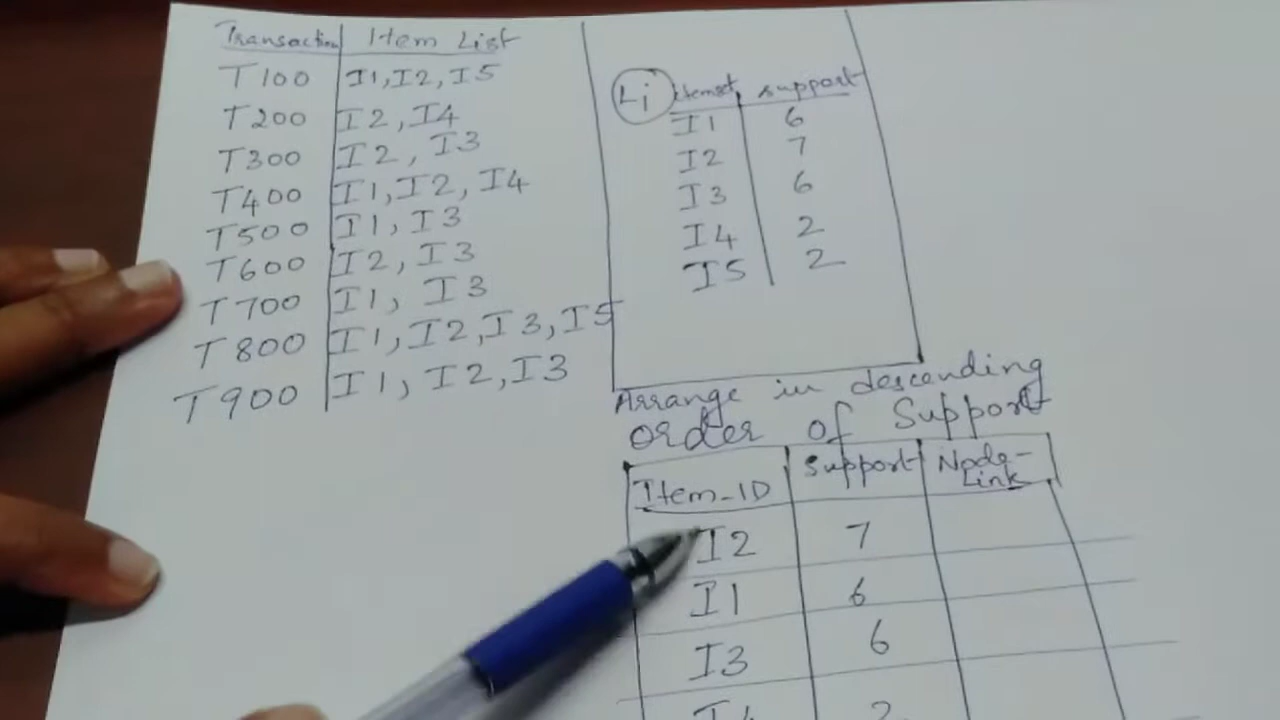 Transaction Item List
T100 I1,I2,I5
T200 I2, I4
T300 I2, I3
T400 I1, I2, I4
T500 I1, I3
T600 I2, I3
T700 I1, I3
T800 I1, I2, I3, I5
T900 I1, I2, I3
Li Itemset support
I1 6
I2 7
I3 6
I4 2
I5 2
Arrange in descending
order of Support
Item-ID Support Node-
Link
I2 7
I1 6
I3 6
I4 2